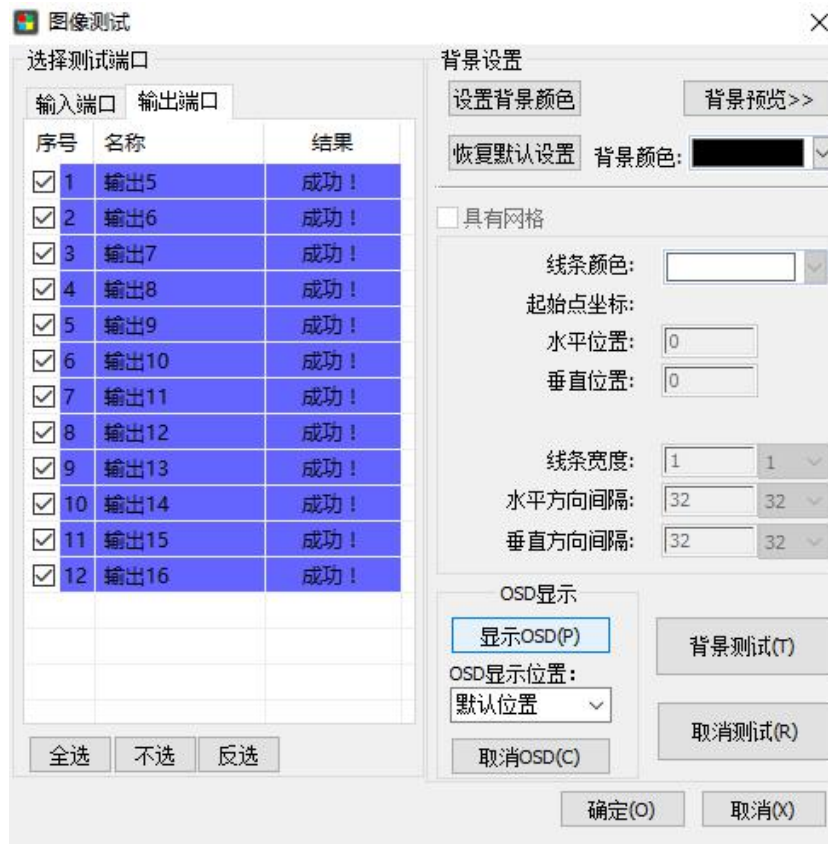 图像测试
选择测试端口
输入端口 输出端口
序号 名称 结果
1 输出5 成功！
2 输出6 成功！
3 输出7 成功！
4 输出8 成功！
5 输出9 成功！
6 输出10 成功！
7 输出11 成功！
8 输出12 成功！
9 输出13 成功！
10 输出14 成功！
11 输出15 成功！
12 输出16 成功！
全选 不选 反选
背景设置
设置背景颜色 背景预览>>
恢复默认设置 背景颜色:
具有网格
线条颜色:
起始点坐标:
水平位置: 0
垂直位置: 0
线条宽度: 1 1
水平方向间隔: 32 32
垂直方向间隔: 32 32
OSD显示
显示OSD(P)
OSD显示位置:
默认位置
取消OSD(C)
背景测试(T)
取消测试(R)
确定(O) 取消(X)